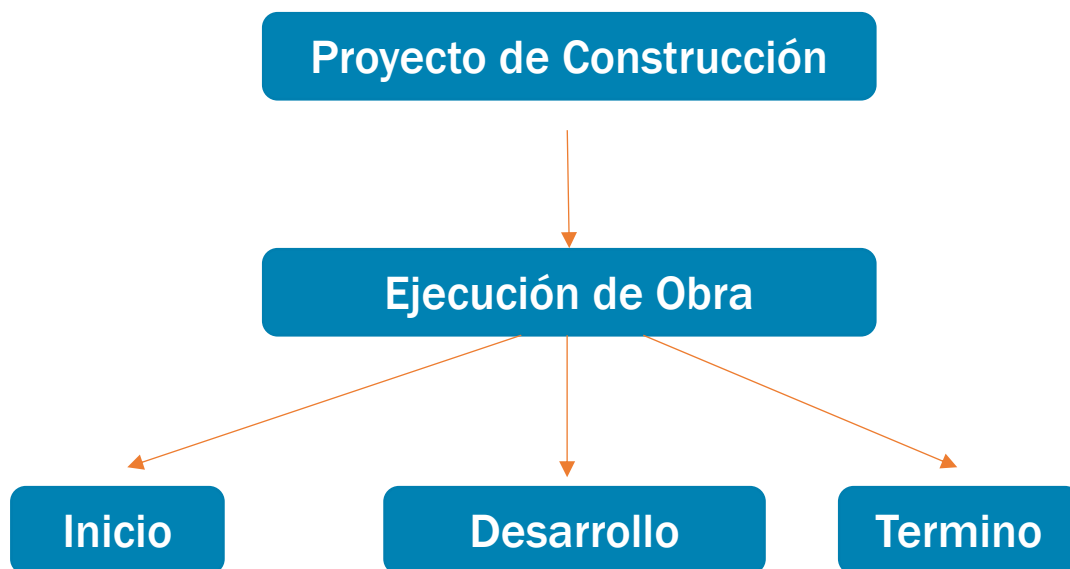 Proyecto de Construcción
Ejecución de Obra
Inicio
Desarrollo
Termino